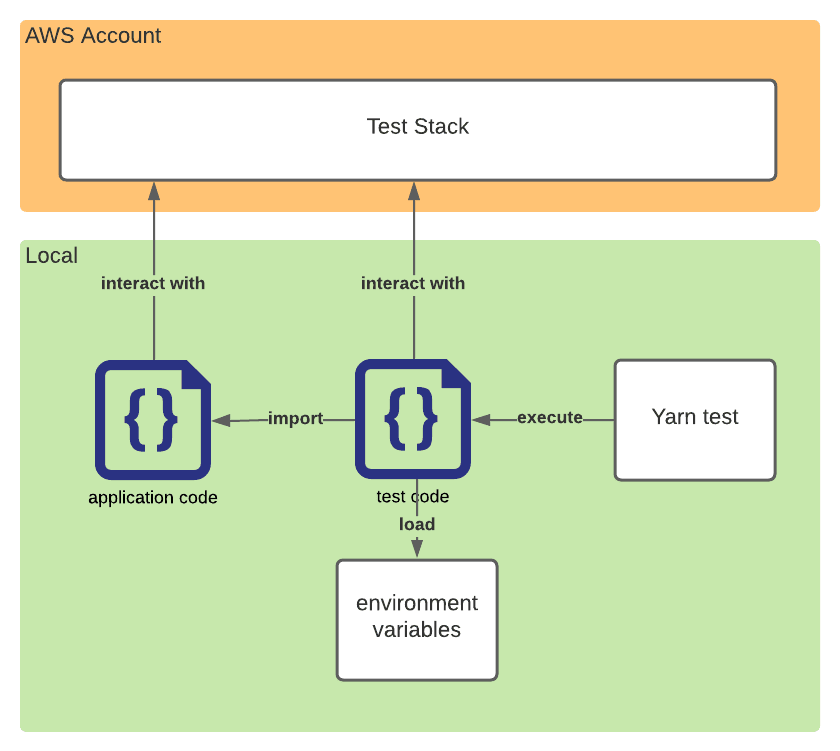 AWS Account
Test Stack
Local
interact with
interact with
{ }
{ }
import
execute
Yarn test
application code
test code
load
environment
variables